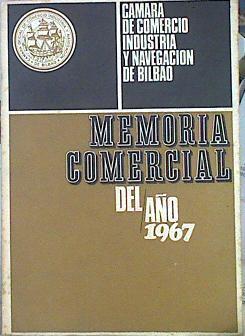 CAMARA
DE COMERCIO
INDUSTRIA
Y NAVEGACION
DE BILBAO
MEMORIA
COMERCIAL
DEL AÑO
1967